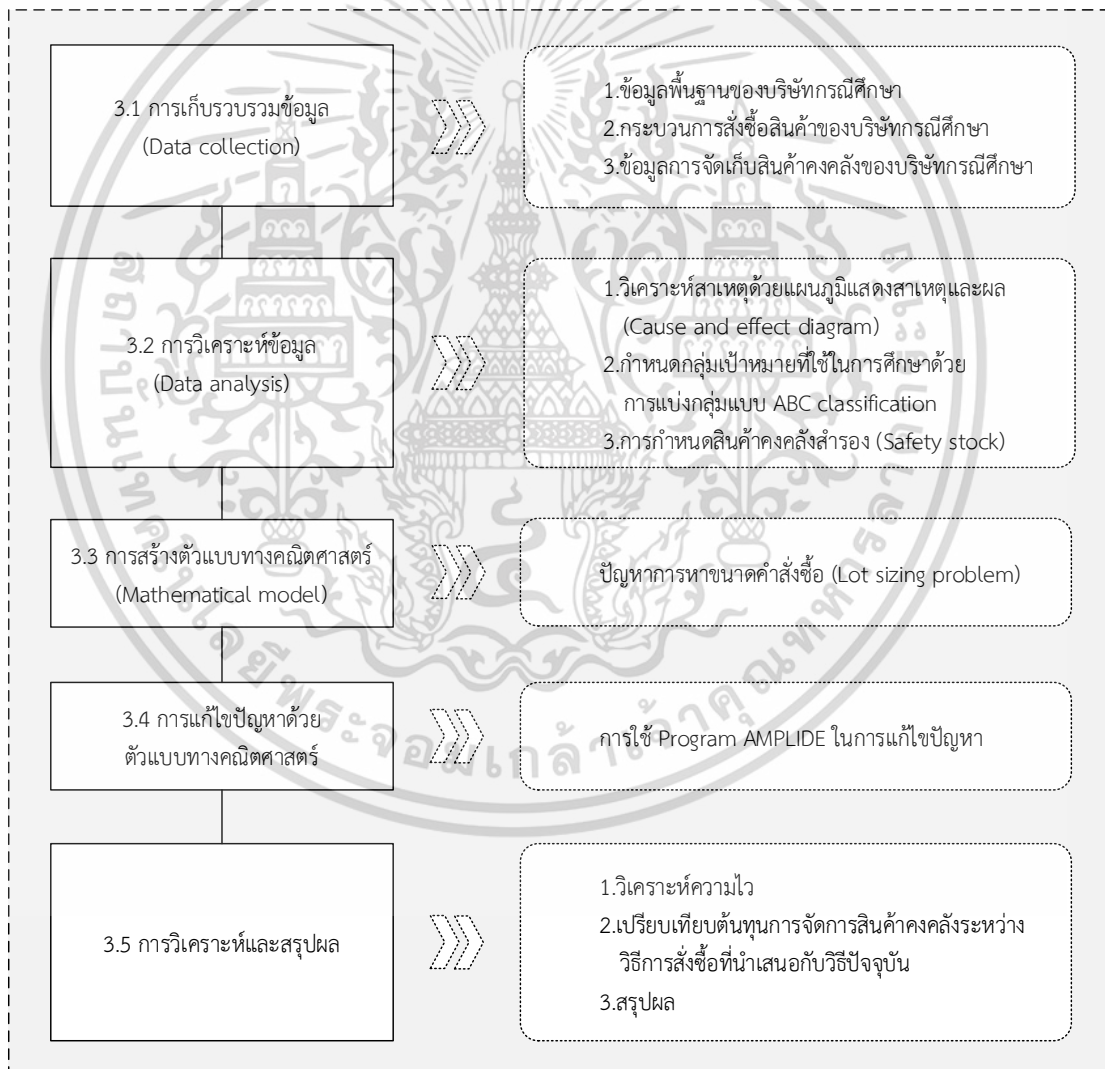 3.1 การเก็บรวบรวมข้อมูล
(Data collection)
1.ข้อมูลพื้นฐานของบริษัทกรณีศึกษา
2.กระบวนการสั่งซื้อสินค้าของบริษัทกรณีศึกษา
3.ข้อมูลการจัดเก็บสินค้าคงคลังของบริษัทกรณีศึกษา
3.2 การวิเคราะห์ข้อมูล
(Data analysis)
1.วิเคราะห์สาเหตุด้วยแผนภูมิแสดงสาเหตุและผล
(Cause and effect diagram)
2.กำหนดกลุ่มเป้าหมายที่ใช้ในการศึกษาด้วย
การแบ่งกลุ่มแบบ ABC classification
3.การกำหนดสินค้าคงคลังสำรอง (Safety stock)
3.3 การสร้างตัวแบบทางคณิตศาสตร์
(Mathematical model)
ปัญหาการหาขนาดคำสั่งซื้อ (Lot sizing problem)
3.4 การแก้ไขปัญหาด้วย
ตัวแบบทางคณิตศาสตร์
การใช้ Program AMPLIDE ในการแก้ไขปัญหา
3.5 การวิเคราะห์และสรุปผล
1.วิเคราะห์ความไว
2.เปรียบเทียบต้นทุนการจัดการสินค้าคงคลังระหว่าง
วิธีการสั่งซื้อที่นำเสนอกับวิธีปัจจุบัน
3.สรุปผล